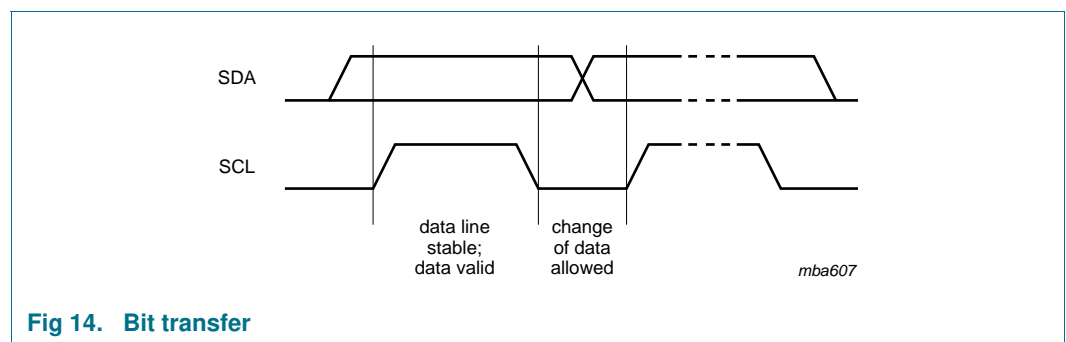 SDA
SCL
data line
stable;
data valid
change
of data
allowed
mba607
Fig 14. Bit transfer